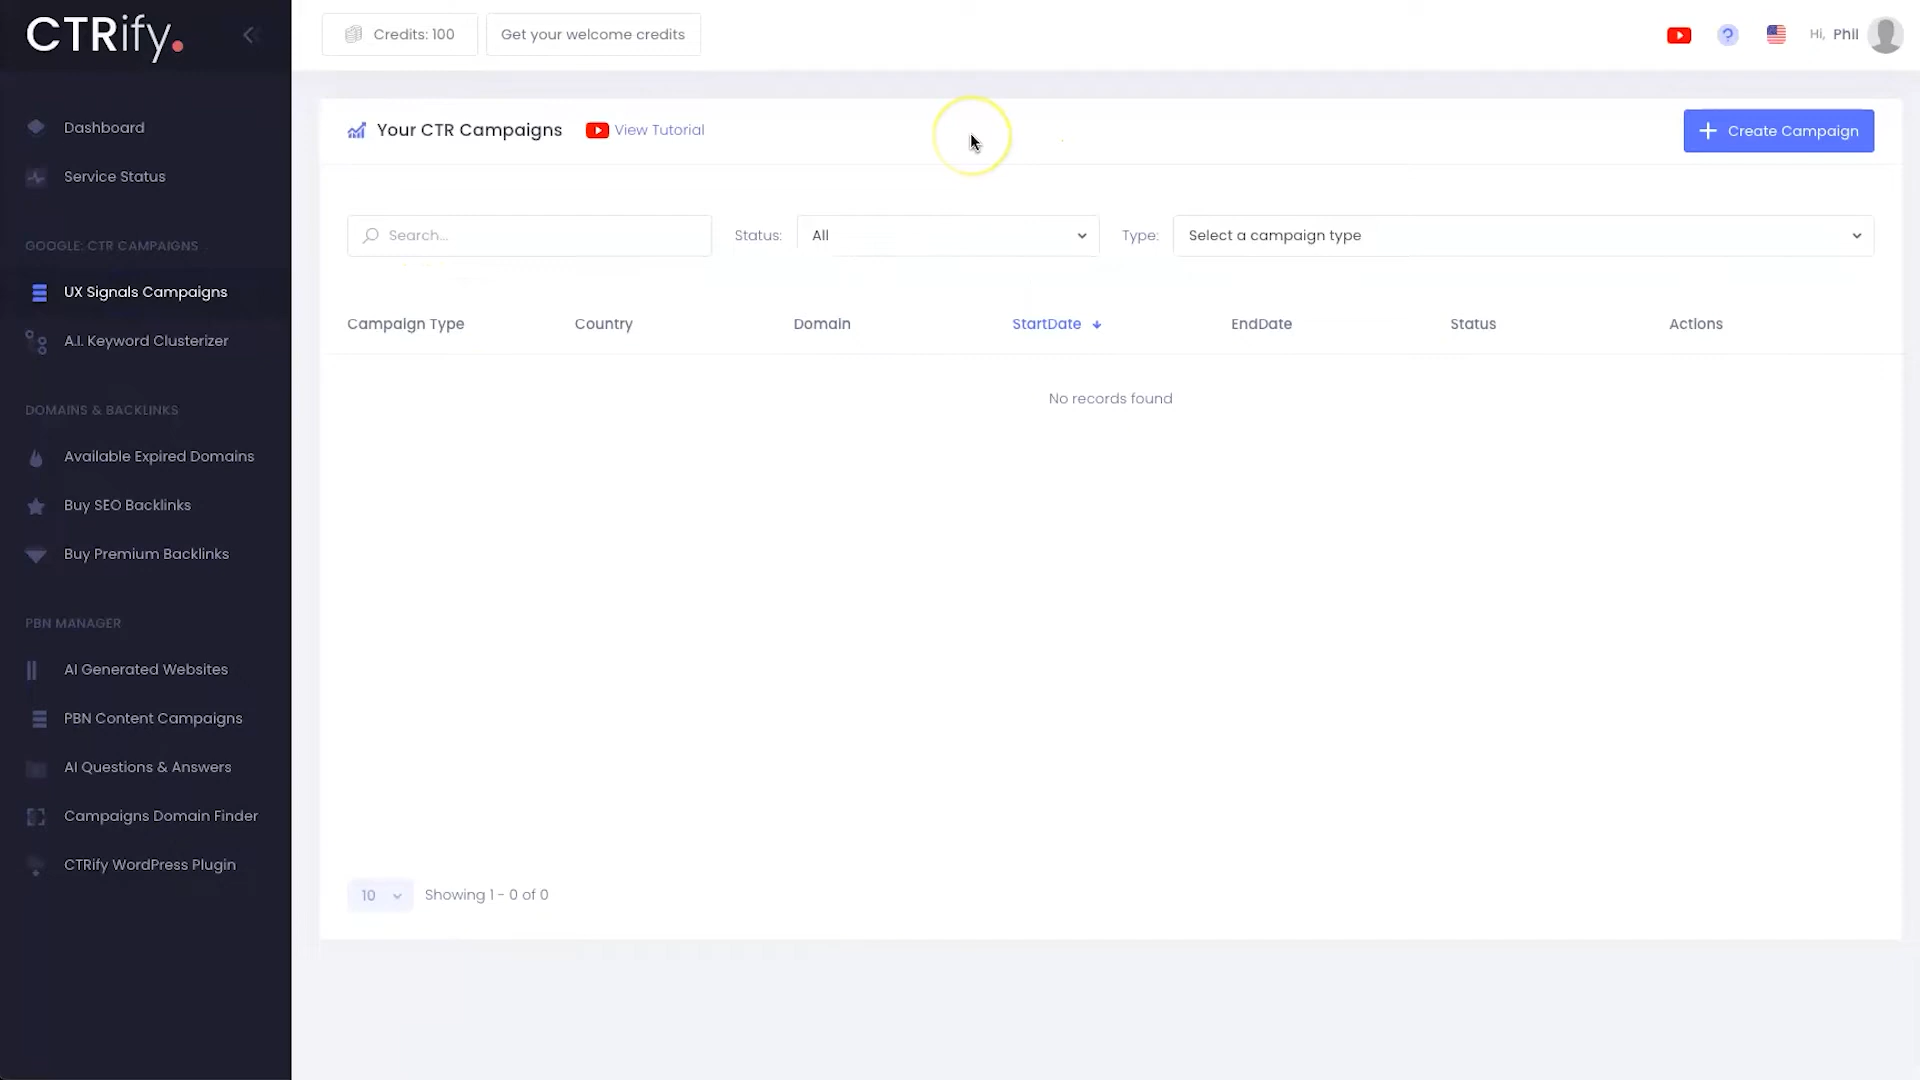 CTRify.
Credits: 100
Get your welcome credits
?
Hi, Phil
Dashboard
Service Status
GOOGLE: CTR CAMPAIGNS
UX Signals Campaigns
A.I. Keyword Clusterizer
DOMAINS & BACKLINKS
Available Expired Domains
Buy SEO Backlinks
Buy Premium Backlinks
PBN MANAGER
AI Generated Websites
PBN Content Campaigns
AI Questions & Answers
Campaigns Domain Finder
CTRify WordPress Plugin
Your CTR Campaigns
View Tutorial
Create Campaign
Search...
Status:
All
Type:
Select a campaign type
Campaign Type
Country
Domain
StartDate
EndDate
Status
Actions
No records found
10
Showing 1 - 0 of 0